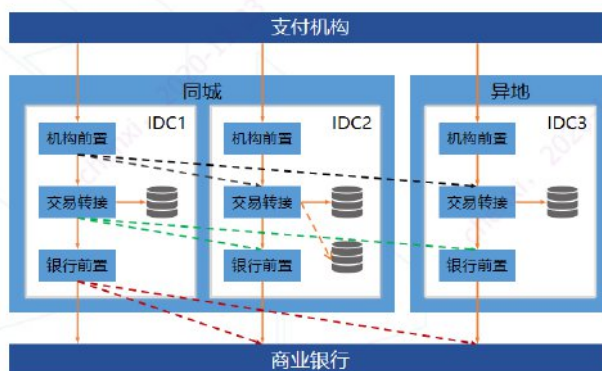 支付机构
同城
异地
IDC1
IDC2
IDC3
机构前置
机构前置
机构前置
交易转接
交易转接
交易转接
银行前置
银行前置
银行前置
商业银行